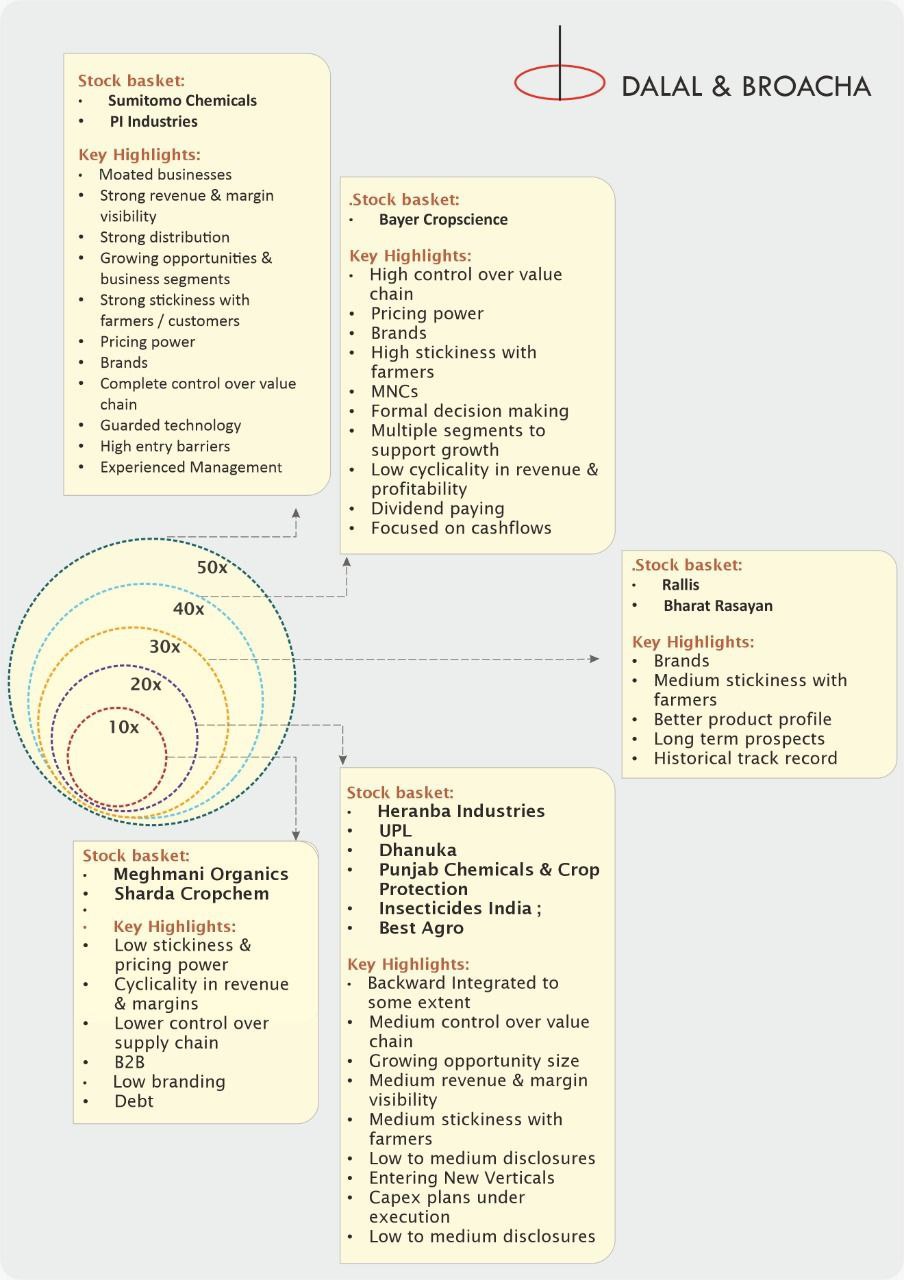 DALAL & BROACHA
Stock basket:
• Sumitomo Chemicals
• PI Industries
Key Highlights:
• Moated businesses
• Strong revenue & margin
visibility
• Strong distribution
• Growing opportunities &
business segments
• Strong stickiness with
farmers / customers
• Pricing power
• Brands
• Complete control over value
chain
• Guarded technology
• High entry barriers
• Experienced Management
.Stock basket:
• Bayer Cropscience
Key Highlights:
• High control over value
chain
• Pricing power
• Brands
• High stickiness with
farmers
• MNCs
• Formal decision making
• Multiple segments to
support growth
• Low cyclicality in revenue &
profitability
• Dividend paying
• Focused on cashflows
50x
40x
30x
20x
10x
.Stock basket:
• Rallis
• Bharat Rasayan
Key Highlights:
• Brands
• Medium stickiness with
farmers
• Better product profile
• Long term prospects
• Historical track record
Stock basket:
• Heranba Industries
• UPL
• Dhanuka
• Punjab Chemicals & Crop
Protection
• Insecticides India ;
• Best Agro
Key Highlights:
• Backward Integrated to
some extent
• Medium control over value
chain
• Growing opportunity size
• Medium revenue & margin
visibility
• Medium stickiness with
farmers
• Low to medium disclosures
• Entering New Verticals
• Capex plans under
execution
• Low to medium disclosures
Stock basket:
• Meghmani Organics
• Sharda Cropchem
•
• Key Highlights:
• Low stickiness &
pricing power
• Cyclicality in revenue
& margins
• Lower control over
supply chain
• B2B
• Low branding
• Debt